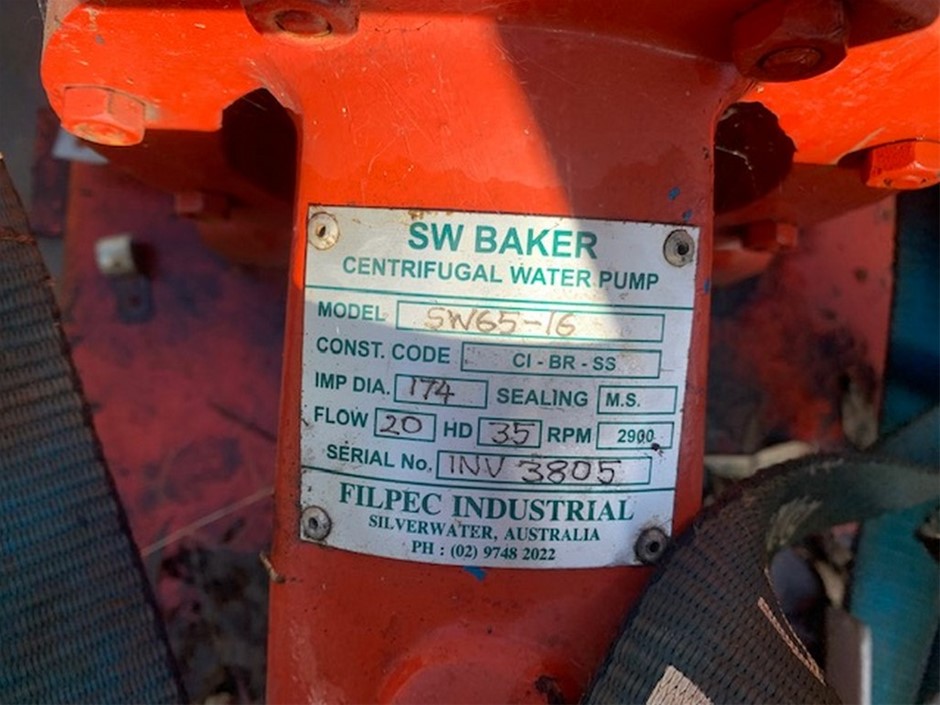 SW BAKER
CENTRIFUGAL WATER PUMP
MODEL SW65-16
CONST. CODE CI - BR - SS
IMP DIA. 174 SEALING M.S.
FLOW 20 HD 35 RPM 2900
SERIAL No. INV 3805
FILPEC INDUSTRIAL
SILVERWATER, AUSTRALIA
PH : (02) 9748 2022